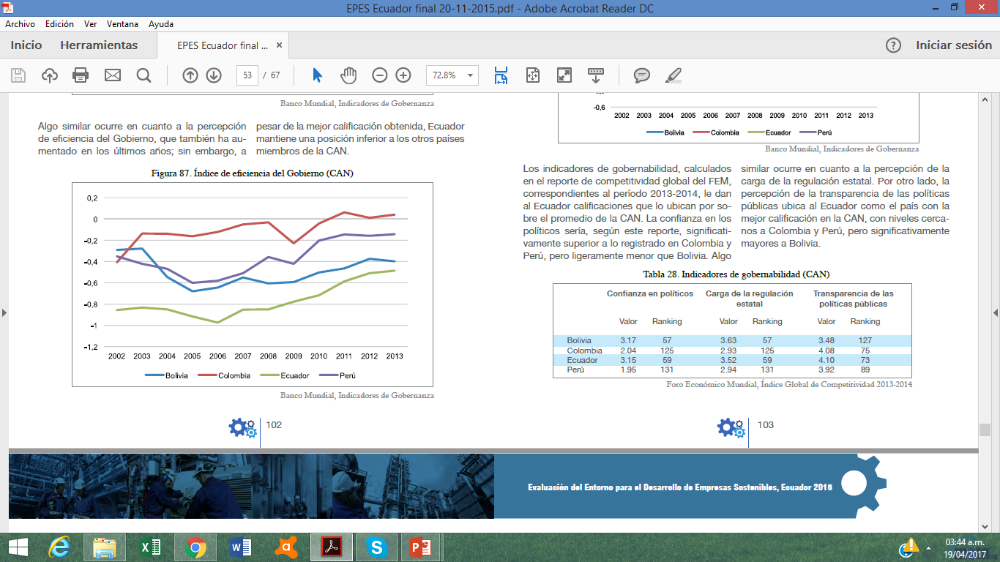 EPES Ecuador final 20-11-2015.pdf - Adobe Acrobat Reader DC
Archivo Edición Ver Ventana Ayuda
Inicio Herramientas EPES Ecuador final ... × Iniciar sesión
53 / 67 72.8%
Banco Mundial, Indicadores de Gobernanza
Algo similar ocurre en cuanto a la percepción
de eficiencia del Gobierno, que también ha au-
mentado en los últimos años; sin embargo, a
pesar de la mejor calificación obtenida, Ecuador
mantiene una posición inferior a los otros países
miembros de la CAN.
Figura 87. Índice de eficiencia del Gobierno (CAN)
0,2
0
-0,2
-0,4
-0,6
-0,8
-1
-1,2
2002 2003 2004 2005 2006 2007 2008 2009 2010 2011 2012 2013
Bolivia Colombia Ecuador Perú
Banco Mundial, Indicadores de Gobernanza
102
-0,6
2002 2003 2004 2005 2006 2007 2008 2009 2010 2011 2012 2013
Bolivia Colombia Ecuador Perú
Banco Mundial, Indicadores de Gobernanza
Los indicadores de gobernabilidad, calculados
en el reporte de competitividad global del FEM,
correspondientes al período 2013-2014, le dan
al Ecuador calificaciones que lo ubican por so-
bre el promedio de la CAN. La confianza en los
políticos sería, según este reporte, significati-
vamente superior a lo registrado en Colombia y
Perú, pero ligeramente menor que Bolivia. Algo
similar ocurre en cuanto a la percepción de la
carga de la regulación estatal. Por otro lado, la
percepción de la transparencia de las políticas
públicas ubica al Ecuador como el país con la
mejor calificación en la CAN, con niveles cerca-
nos a Colombia y Perú, pero significativamente
mayores a Bolivia.
Tabla 28. Indicadores de gobernabilidad (CAN)
Confianza en políticos Carga de la regulación Transparencia de las
estatal políticas públicas
Valor Ranking Valor Ranking Valor Ranking
Bolivia 3.17 57 3.63 57 3.48 127
Colombia 2.04 125 2.93 125 4.08 75
Ecuador 3.15 59 3.52 59 4.10 73
Perú 1.95 131 2.94 131 3.92 89
Foro Económico Mundial, Índice Global de Competitividad 2013-2014
103
Evaluación del Entorno para el Desarrollo de Empresas Sostenibles, Ecuador 2015
03:44 a.m.
19/04/2017